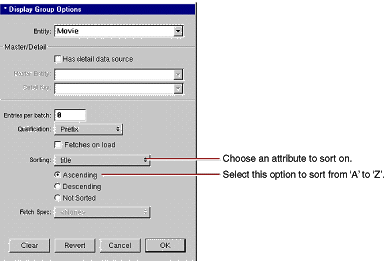 * Display Group Options
Entity: Movie
Master/Detail
Has detail data source
Master Entity:
Detail Key:
Entries per batch: 0
Qualification: Prefix
Fetches on load
Sorting: title
Choose an attribute to sort on.
Ascending
Select this option to sort from 'A' to 'Z'.
Descending
Not Sorted
Fetch Spec: <None>
Clear Revert Cancel OK